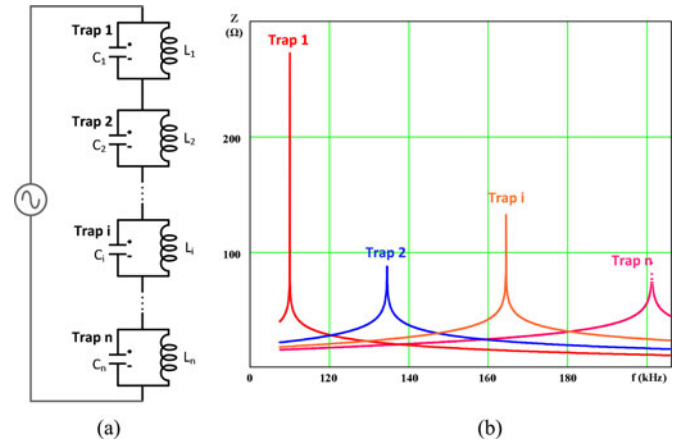 Trap 1
C1
L1
Trap 2
C2
L2
Trap i
Ci
Li
Trap n
Cn
Ln
(a)
Z
(Ω)
Trap 1
200
Trap i
Trap 2
Trap n
100
0 120 140 160 180 f (kHz)
(b)